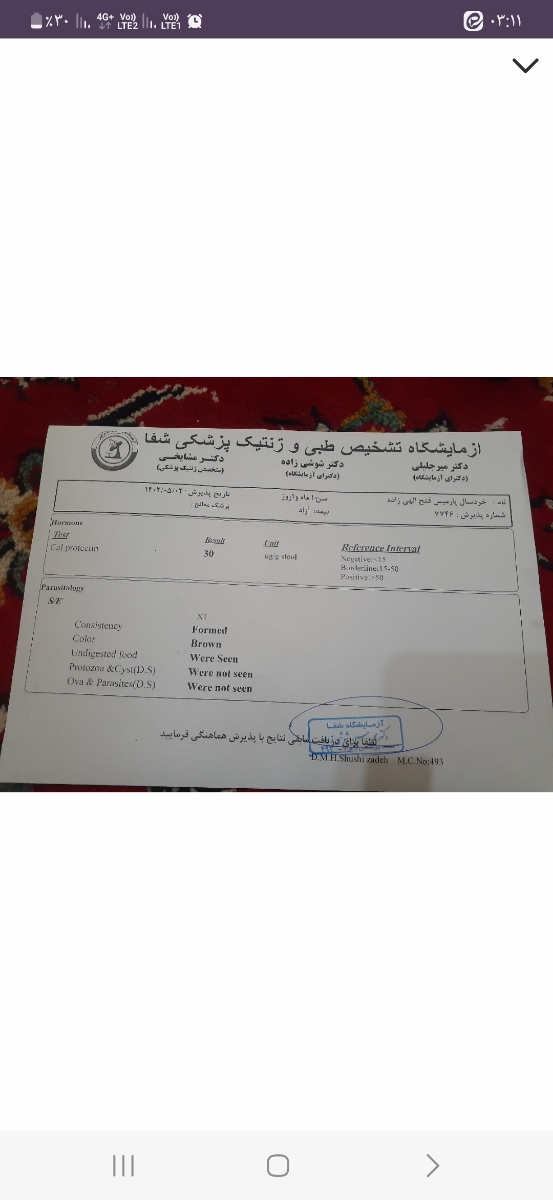 ٪۳۰ 4G+ Vo)) LTE2 Vo)) LTE1 ۰۳:۱۱
آزمایشگاه تشخیص طبی و ژنتیک پزشکی شفا
دکتر میرجلیلی دکتر شوشی زاده دکتر مشایخی
(دکترای آزمایشگاه) (دکترای آزمایشگاه) (متخصص ژنتیک پزشکی)
نام : خردسال پارمیس فتح الهی زاده تاریخ پذیرش : ۱۴۰۲/۰۵/۰۲
شماره پذیرش : ۷۷۴۶ بیمه: آزاد پزشک معالج :
Hormone
Test Result Unit Reference Interval
Cal protectin 30 ug/g stool Negative:<15
Borderline:15-50
Positive:>50
Parasitology
S/E
X1
Consistency Formed
Color Brown
Undigested food Were Seen
Protozoa &Cyst(D.S) Were not seen
Ova & Parasites(D.S) Were not seen
آزمایشگاه شفا
لطفا برای دریافت مابقی نتایج با پذیرش هماهنگی فرمایید
D.M.H.Shushi zadeh M.C.No;493